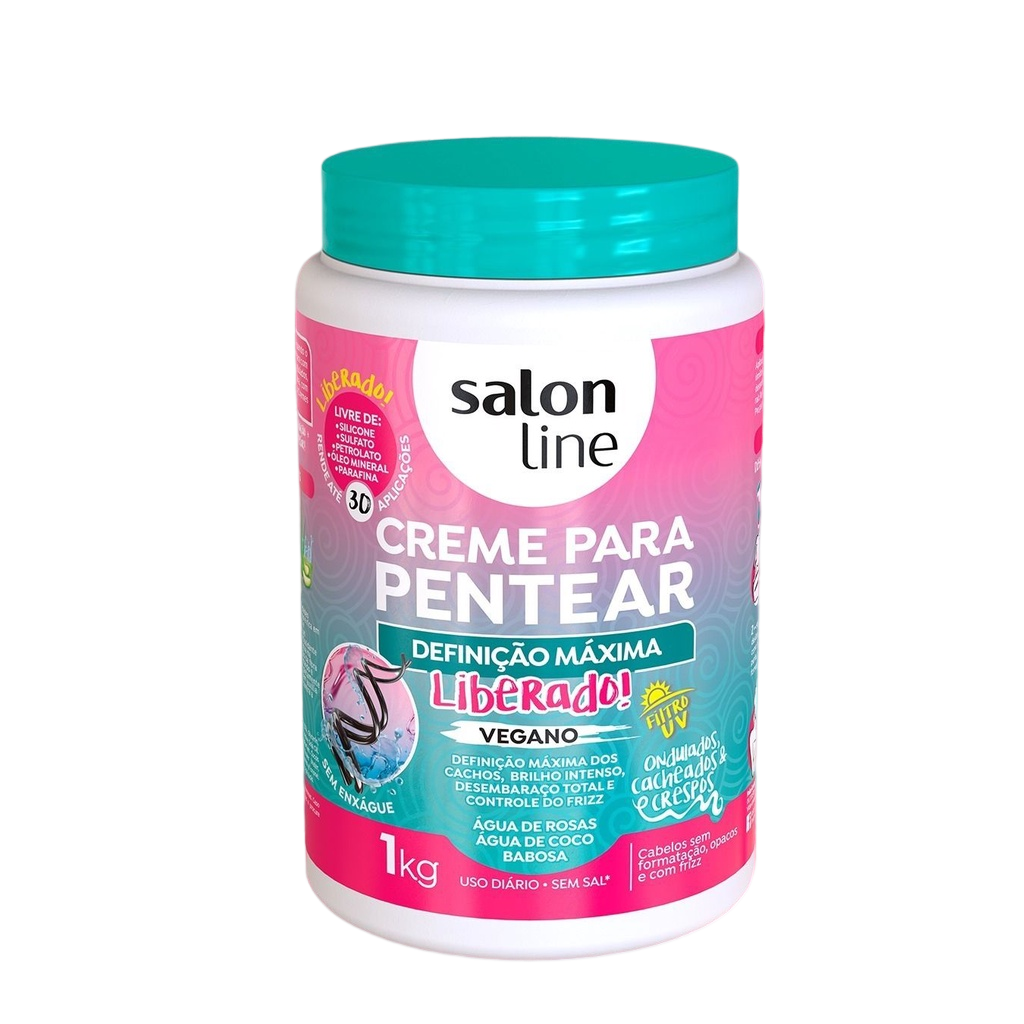 salon
line
LIBERADO!
LIVRE DE:
•SILICONE
•SULFATO
•PETROLATO
•ÓLEO MINERAL
•PARAFINA
RENDE ATÉ 30 APLICAÇÕES
CREME PARA
PENTEAR
DEFINIÇÃO MÁXIMA
LIBERADO!
VEGANO
FILTRO
UV
DEFINIÇÃO MÁXIMA DOS
CACHOS, BRILHO INTENSO,
DESEMBARAÇO TOTAL E
CONTROLE DO FRIZZ
ONDULADOS,
CACHEADOS &
CRESPOS
SEM ENXÁGUE
ÁGUA DE ROSAS
ÁGUA DE COCO
BABOSA
1kg
USO DIÁRIO • SEM SAL*
Cabelos sem
formatação, opacos
e com frizz